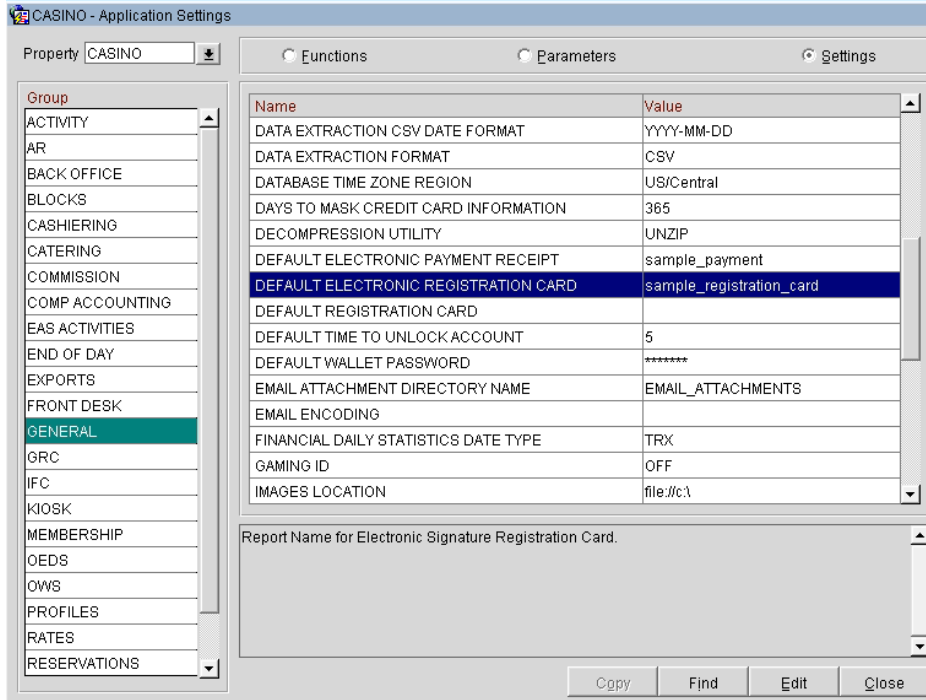 CASINO - Application Settings
Property CASINO
Functions Parameters Settings
Group
ACTIVITY
AR
BACK OFFICE
BLOCKS
CASHIERING
CATERING
COMMISSION
COMP ACCOUNTING
EAS ACTIVITIES
END OF DAY
EXPORTS
FRONT DESK
GENERAL
GRC
IFC
KIOSK
MEMBERSHIP
OEDS
OWS
PROFILES
RATES
RESERVATIONS
Name Value
DATA EXTRACTION CSV DATE FORMAT YYYY-MM-DD
DATA EXTRACTION FORMAT CSV
DATABASE TIME ZONE REGION US/Central
DAYS TO MASK CREDIT CARD INFORMATION 365
DECOMPRESSION UTILITY UNZIP
DEFAULT ELECTRONIC PAYMENT RECEIPT sample_payment
DEFAULT ELECTRONIC REGISTRATION CARD sample_registration_card
DEFAULT REGISTRATION CARD
DEFAULT TIME TO UNLOCK ACCOUNT 5
DEFAULT WALLET PASSWORD *******
EMAIL ATTACHMENT DIRECTORY NAME EMAIL_ATTACHMENTS
EMAIL ENCODING
FINANCIAL DAILY STATISTICS DATE TYPE TRX
GAMING ID OFF
IMAGES LOCATION file://c:\
Report Name for Electronic Signature Registration Card.
Copy Find Edit Close